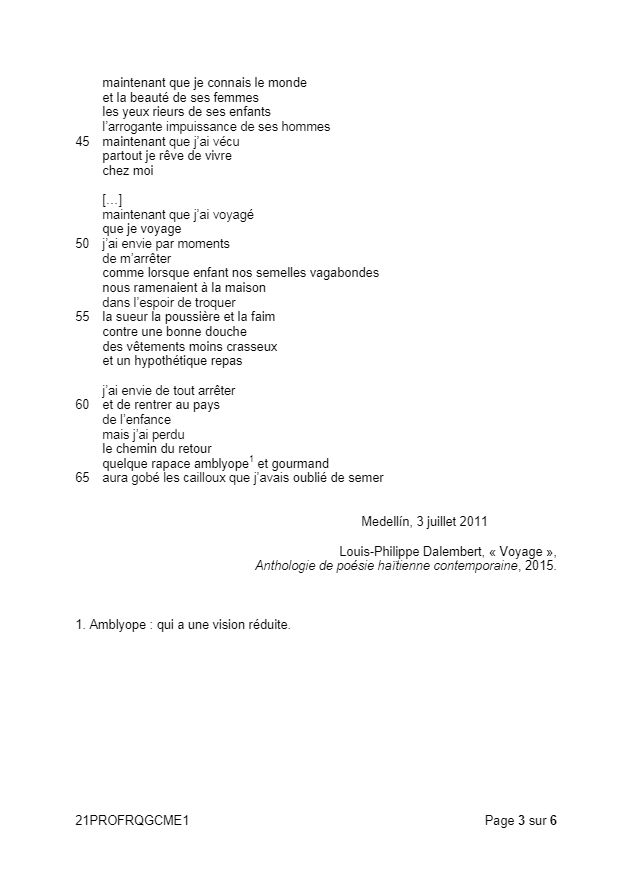 maintenant que je connais le monde
et la beauté de ses femmes
les yeux rieurs de ses enfants
l'arrogante impuissance de ses hommes
45 maintenant que j'ai vécu
partout je rêve de vivre
chez moi
[…]
maintenant que j'ai voyagé
que je voyage
50 j'ai envie par moments
de m'arrêter
comme lorsque enfant nos semelles vagabondes
nous ramenaient à la maison
dans l'espoir de troquer
55 la sueur la poussière et la faim
contre une bonne douche
des vêtements moins crasseux
et un hypothétique repas
j'ai envie de tout arrêter
60 et de rentrer au pays
de l'enfance
mais j'ai perdu
le chemin du retour
quelque rapace amblyope¹ et gourmand
65 aura gobé les cailloux que j'avais oublié de semer
Medellín, 3 juillet 2011
Louis-Philippe Dalembert, « Voyage »,
Anthologie de poésie haïtienne contemporaine, 2015.
1. Amblyope : qui a une vision réduite.
21PROFRQGCME1 Page 3 sur 6